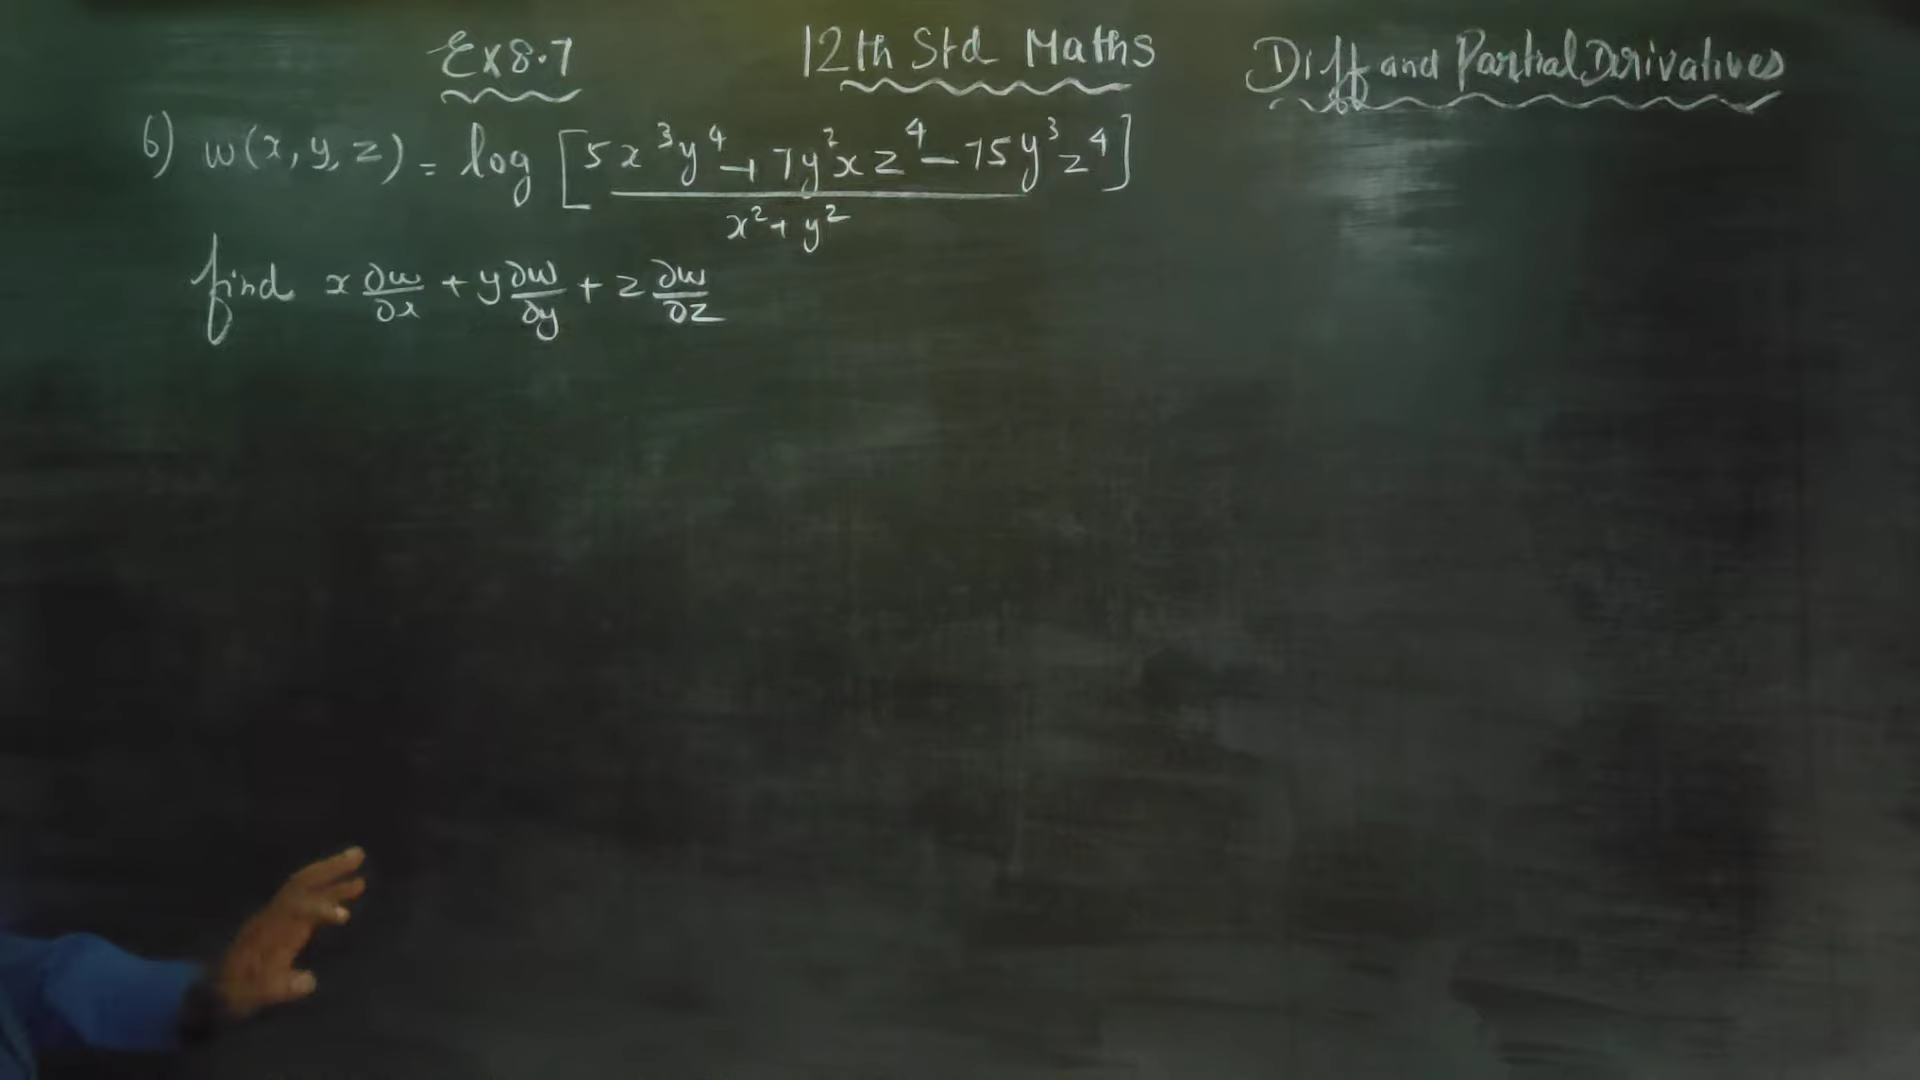 Ex 8.7 12th Std Maths Diff and Partial Derivatives
6) w(x, y, z) = log [5x³y⁴ + 7y²xz⁴ - 75y³z⁴]
x² + y²
find x ∂w/∂x + y ∂w/∂y + z ∂w/∂z